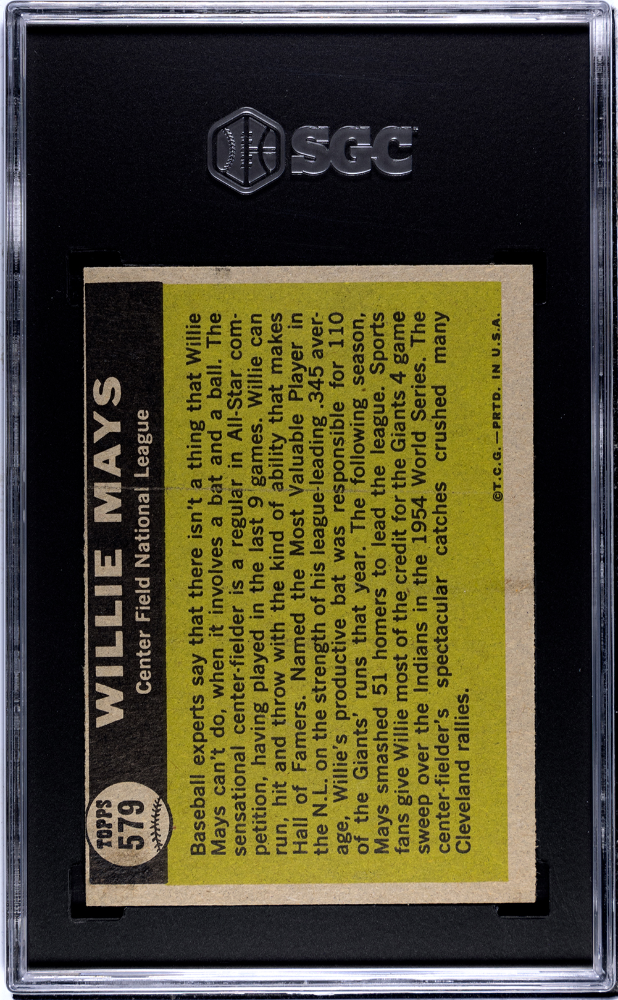 SGC
TOPPS
579
WILLIE MAYS
Center Field National League
Baseball experts say that there isn't a thing that Willie
Mays can't do, when it involves a bat and a ball. The
sensational center-fielder is a regular in All-Star com-
petition, having played in the last 9 games. Willie can
run, hit and throw with the kind of ability that makes
Hall of Famers. Named the Most Valuable Player in
the N.L. on the strength of his league-leading .345 aver-
age, Willie's productive bat was responsible for 110
of the Giants' runs that year. The following season,
Mays smashed 51 homers to lead the league. Sports
fans give Willie most of the credit for the Giants 4 game
sweep over the Indians in the 1954 World Series. The
center-fielder's spectacular catches crushed many
Cleveland rallies.
©T.C.G.—PRTD. IN U.S.A.